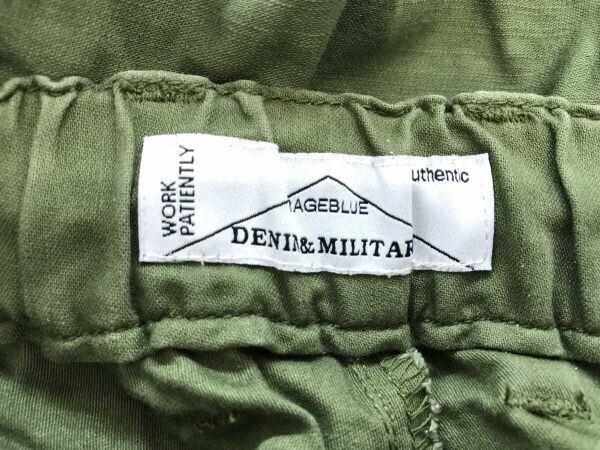 WORK
PATIENTLY
uthentic
AGEBLUE
DENIM&MILITAR